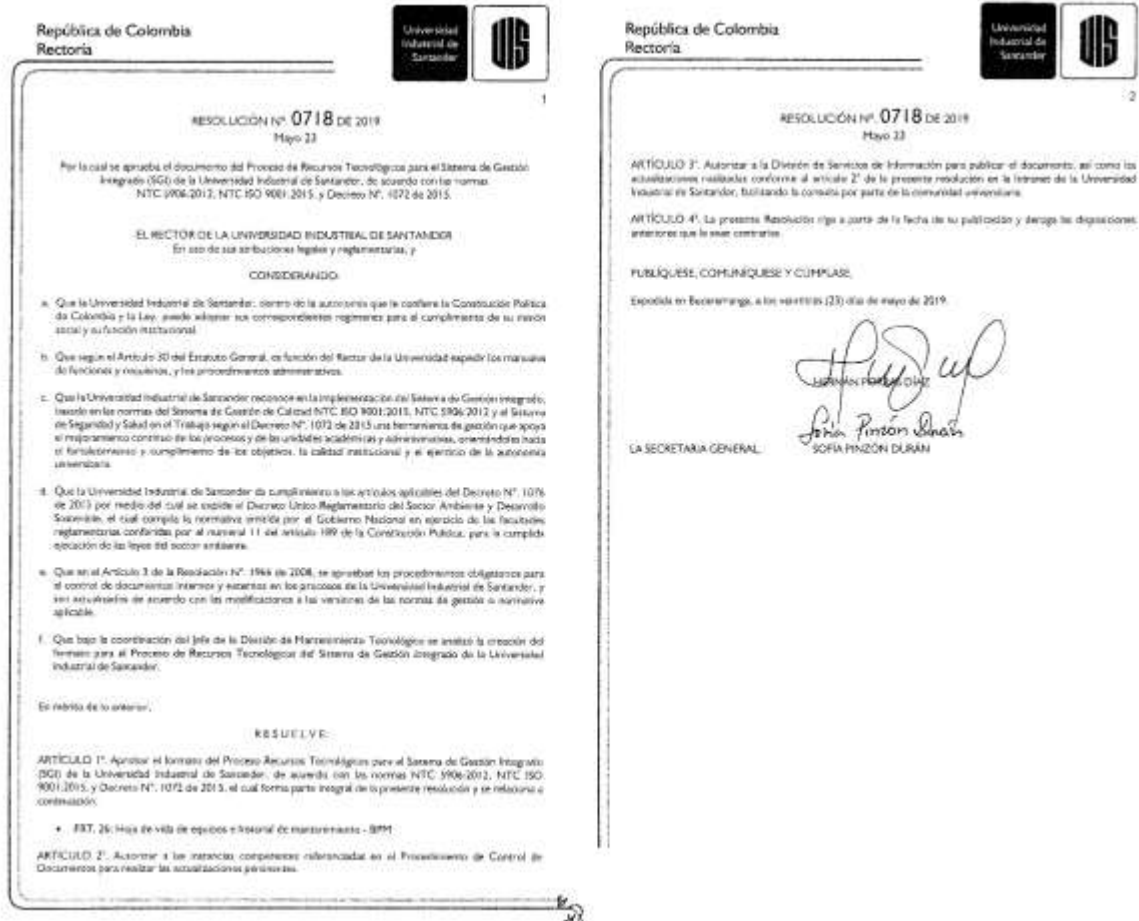 República de Colombia
Rectoría
Universidad
Industrial de
Santander
UIS
1
RESOLUCIÓN Nº. 0718 DE 2019
Mayo 23
Por la cual se aprueba el documento del Proceso de Recursos Tecnológicos para el Sistema de Gestión
Integrado (SGI) de la Universidad Industrial de Santander, de acuerdo con las normas
NTC 5906:2012, NTC ISO 9001:2015, y Decreto Nº. 1072 de 2015.
EL RECTOR DE LA UNIVERSIDAD INDUSTRIAL DE SANTANDER
En uso de sus atribuciones legales y reglamentarias, y
CONSIDERANDO:
a. Que la Universidad Industrial de Santander, dentro de la autonomía que le confiere la Constitución Política
de Colombia y la Ley, puede adoptar sus correspondientes regímenes para el cumplimiento de su misión
social y su función institucional.
b. Que según el Artículo 30 del Estatuto General, es función del Rector de la Universidad expedir los manuales
de funciones y requisitos, y los procedimientos administrativos.
c. Que la Universidad Industrial de Santander reconoce en la implementación del Sistema de Gestión integrado,
basado en las normas del Sistema de Gestión de Calidad NTC ISO 9001:2015, NTC 5906:2012 y el Sistema
de Seguridad y Salud en el Trabajo según el Decreto Nº. 1072 de 2015 una herramienta de gestión que apoya
el mejoramiento continuo de los procesos y de las unidades académicas y administrativas, orientándolas hacia
el fortalecimiento y cumplimiento de los objetivos, la calidad institucional y el ejercicio de la autonomía
universitaria.
d. Que la Universidad Industrial de Santander da cumplimiento a los artículos aplicables del Decreto Nº. 1076
de 2015 por medio del cual se expide el Decreto Único Reglamentario del Sector Ambiente y Desarrollo
Sostenible, el cual compila la normativa emitida por el Gobierno Nacional en ejercicio de las facultades
reglamentarias conferidas por el numeral 11 del artículo 189 de la Constitución Política, para la cumplida
ejecución de las leyes del sector ambiente.
e. Que en el Artículo 3 de la Resolución Nº. 1966 de 2008, se aprueban los procedimientos obligatorios para
el control de documentos internos y externos en los procesos de la Universidad Industrial de Santander, y
son actualizados de acuerdo con las modificaciones a las versiones de las normas de gestión o normativa
aplicable.
f. Que bajo la coordinación del Jefe de la División de Mantenimiento Tecnológico se analizó la creación del
formato para el Proceso de Recursos Tecnológicos del Sistema de Gestión Integrado de la Universidad
Industrial de Santander.
En mérito de lo anterior,
RESUELVE:
ARTÍCULO 1º. Aprobar el formato del Proceso Recursos Tecnológicos para el Sistema de Gestión Integrado
(SGI) de la Universidad Industrial de Santander, de acuerdo con las normas NTC 5906:2012, NTC ISO
9001:2015, y Decreto Nº. 1072 de 2015, el cual forma parte integral de la presente resolución y se relaciona a
continuación:
• FRT. 26: Hoja de vida de equipos e historial de mantenimiento - BPM
ARTÍCULO 2º. Autorizar a las instancias competentes referenciadas en el Procedimiento de Control de
Documentos para realizar las actualizaciones pertinentes.
República de Colombia
Rectoría
Universidad
Industrial de
Santander
UIS
2
RESOLUCIÓN Nº. 0718 DE 2019
Mayo 23
ARTÍCULO 3º. Autorizar a la División de Servicios de Información para publicar el documento, así como las
actualizaciones realizadas conforme al artículo 2º de la presente resolución en la Intranet de la Universidad
Industrial de Santander, facilitando la consulta por parte de la comunidad universitaria.
ARTÍCULO 4º. La presente Resolución rige a partir de la fecha de su publicación y deroga las disposiciones
anteriores que le sean contrarias.
PUBLÍQUESE, COMUNÍQUESE Y CÚMPLASE,
Expedida en Bucaramanga, a los veintitrés (23) días de mayo de 2019.
HERNÁN PORRAS DÍAZ
Sofía Pinzón Durán
LA SECRETARIA GENERAL,
SOFÍA PINZÓN DURÁN